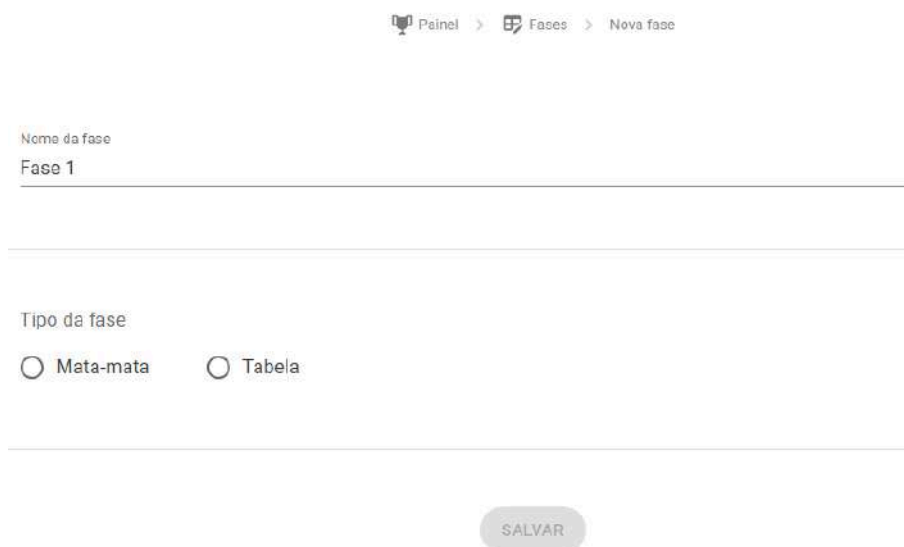 Painel > Fases > Nova fase
Nome da fase
Fase 1
Tipo da fase
Mata-mata Tabela
SALVAR